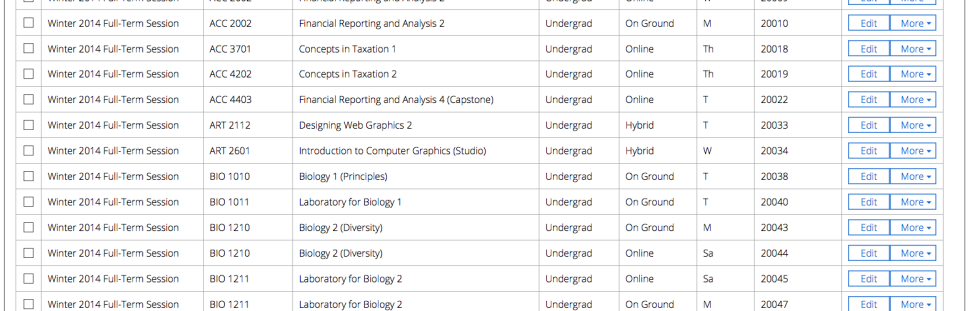 Winter 2014 Full-Term Session ACC 2002 Financial Reporting and Analysis 2 Undergrad On Ground M 20010 Edit More
Winter 2014 Full-Term Session ACC 3701 Concepts in Taxation 1 Undergrad Online Th 20018 Edit More
Winter 2014 Full-Term Session ACC 4202 Concepts in Taxation 2 Undergrad Online Th 20019 Edit More
Winter 2014 Full-Term Session ACC 4403 Financial Reporting and Analysis 4 (Capstone) Undergrad Online T 20022 Edit More
Winter 2014 Full-Term Session ART 2112 Designing Web Graphics 2 Undergrad Hybrid T 20033 Edit More
Winter 2014 Full-Term Session ART 2601 Introduction to Computer Graphics (Studio) Undergrad Hybrid W 20034 Edit More
Winter 2014 Full-Term Session BIO 1010 Biology 1 (Principles) Undergrad On Ground T 20038 Edit More
Winter 2014 Full-Term Session BIO 1011 Laboratory for Biology 1 Undergrad On Ground T 20040 Edit More
Winter 2014 Full-Term Session BIO 1210 Biology 2 (Diversity) Undergrad On Ground M 20043 Edit More
Winter 2014 Full-Term Session BIO 1210 Biology 2 (Diversity) Undergrad Online Sa 20044 Edit More
Winter 2014 Full-Term Session BIO 1211 Laboratory for Biology 2 Undergrad Online Sa 20045 Edit More
Winter 2014 Full-Term Session BIO 1211 Laboratory for Biology 2 Undergrad On Ground M 20047 Edit More